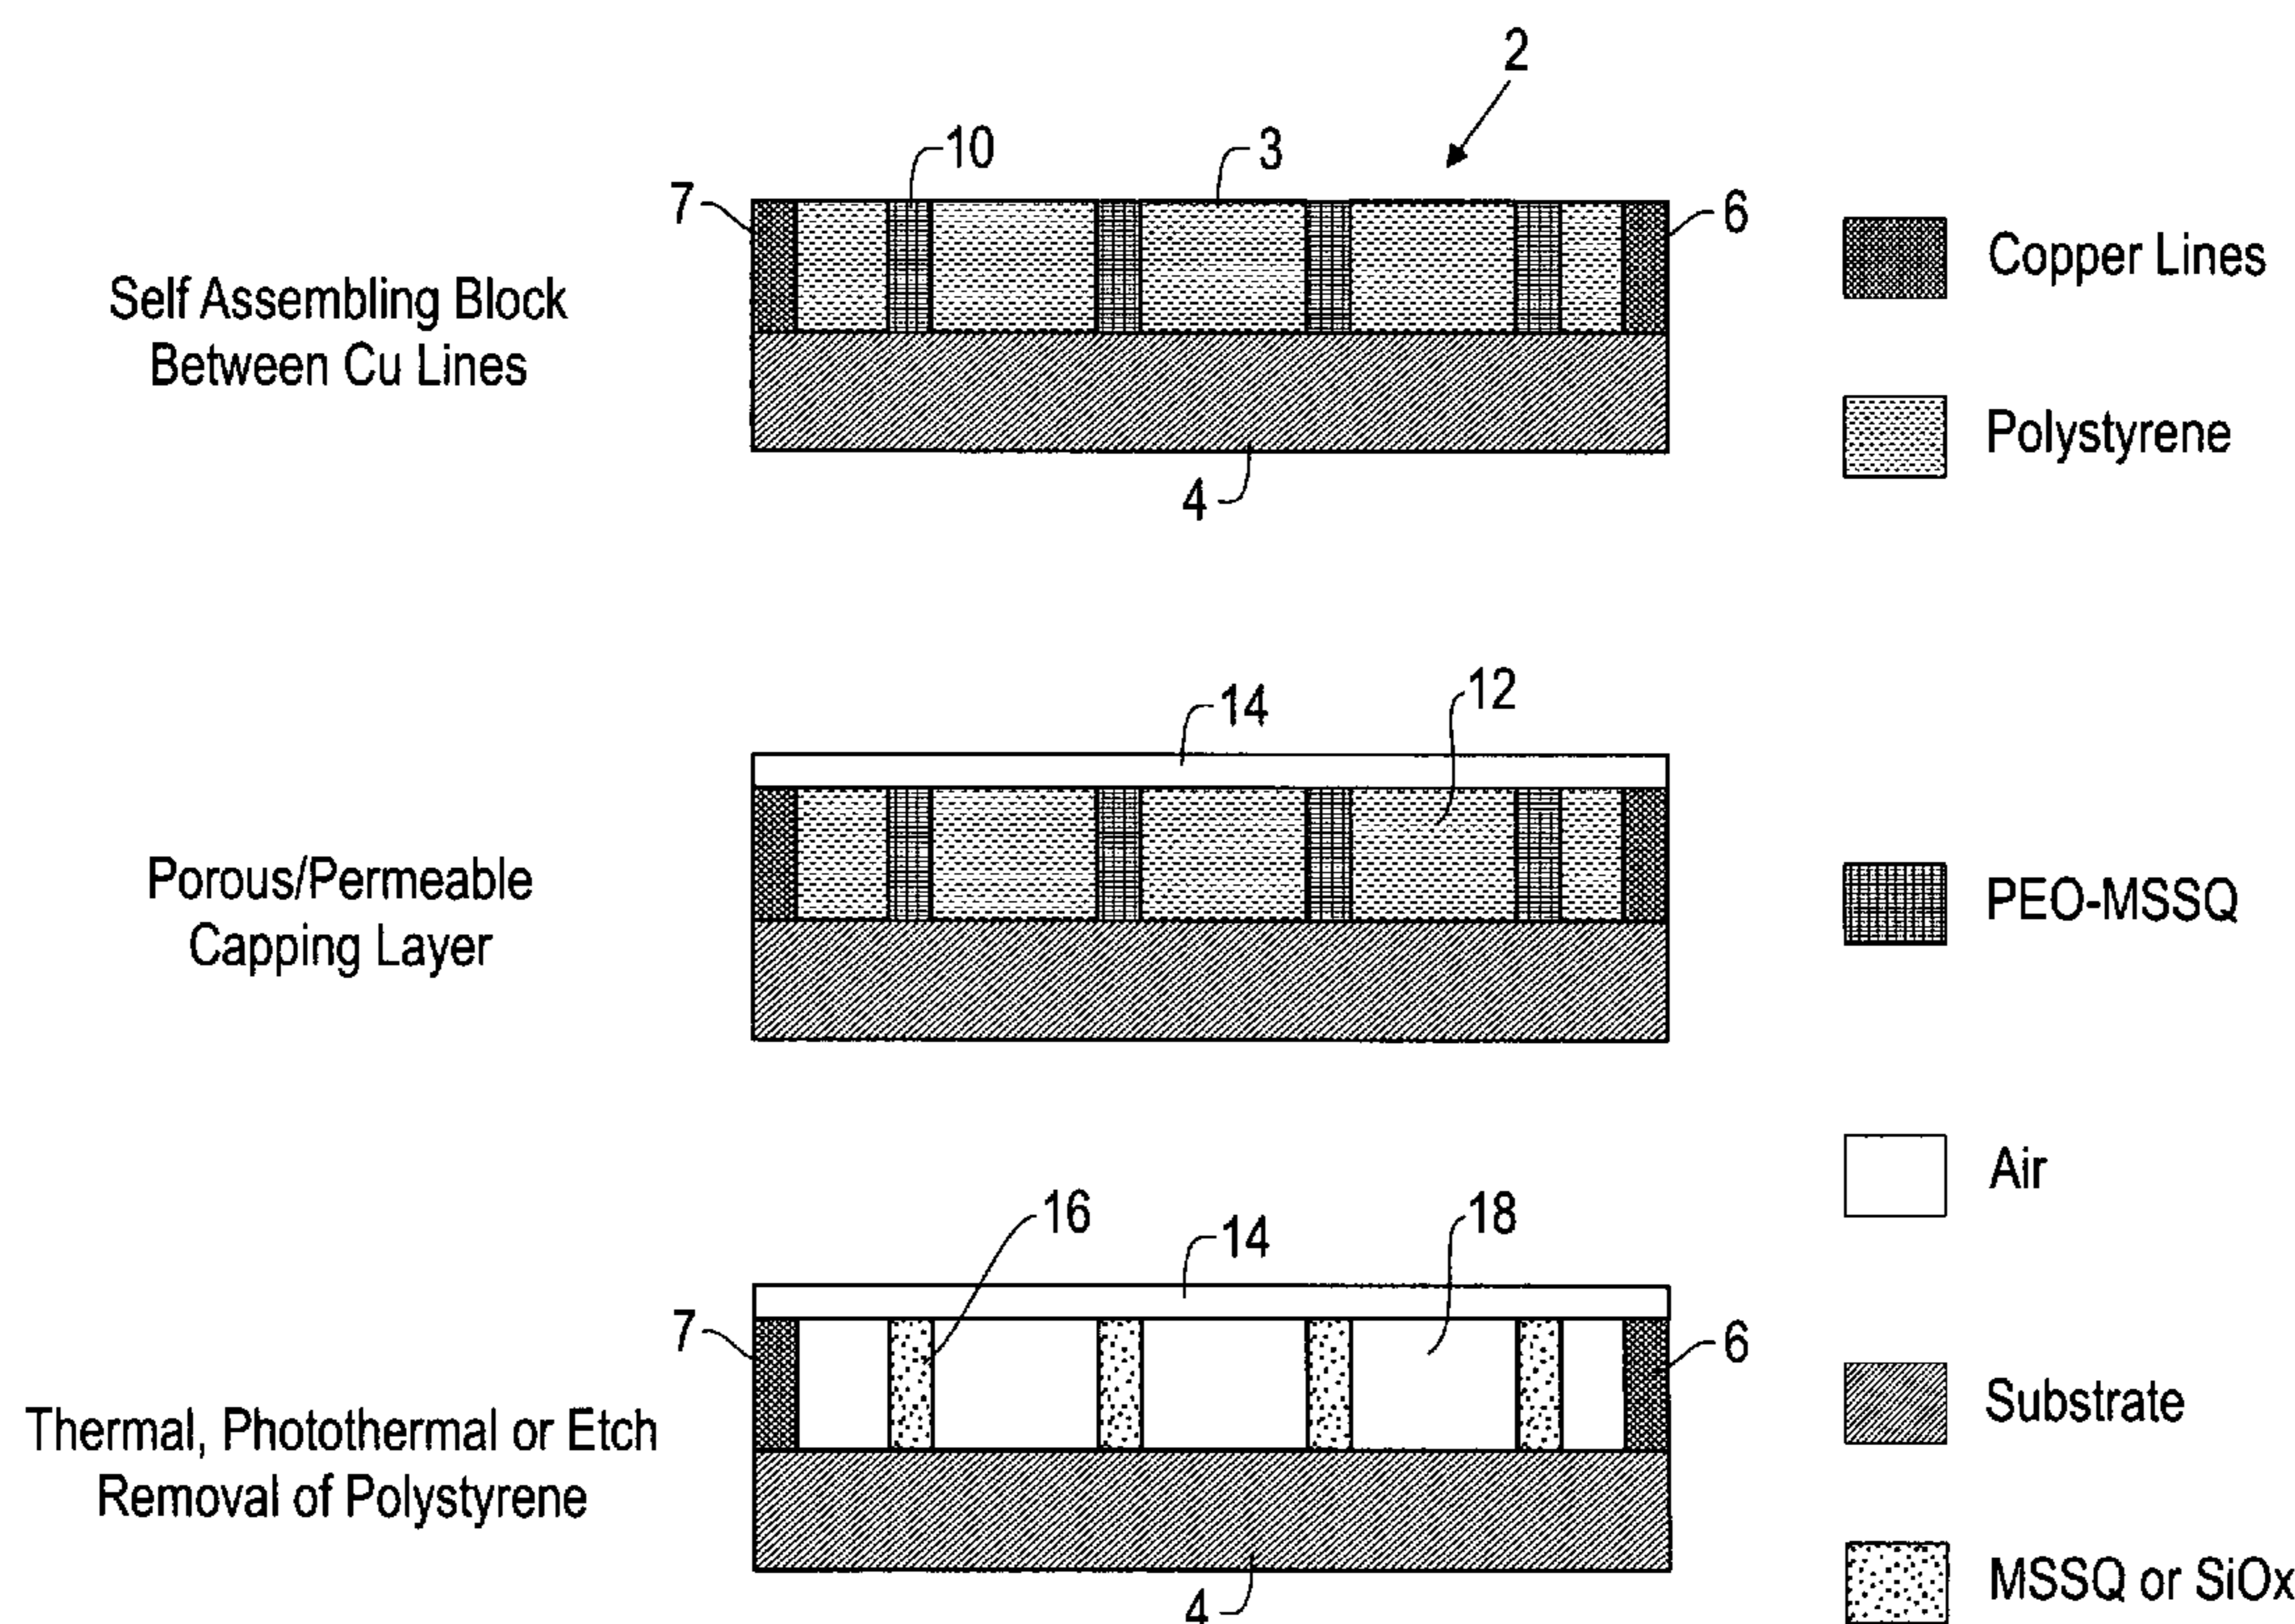 2
10
3
7
6
Self Assembling Block
Between Cu Lines
4
Copper Lines
Polystyrene
14
12
Porous/Permeable
Capping Layer
PEO-MSSQ
Air
16
14
18
7
6
Thermal, Photothermal or Etch
Removal of Polystyrene
4
Substrate
MSSQ or SiOx